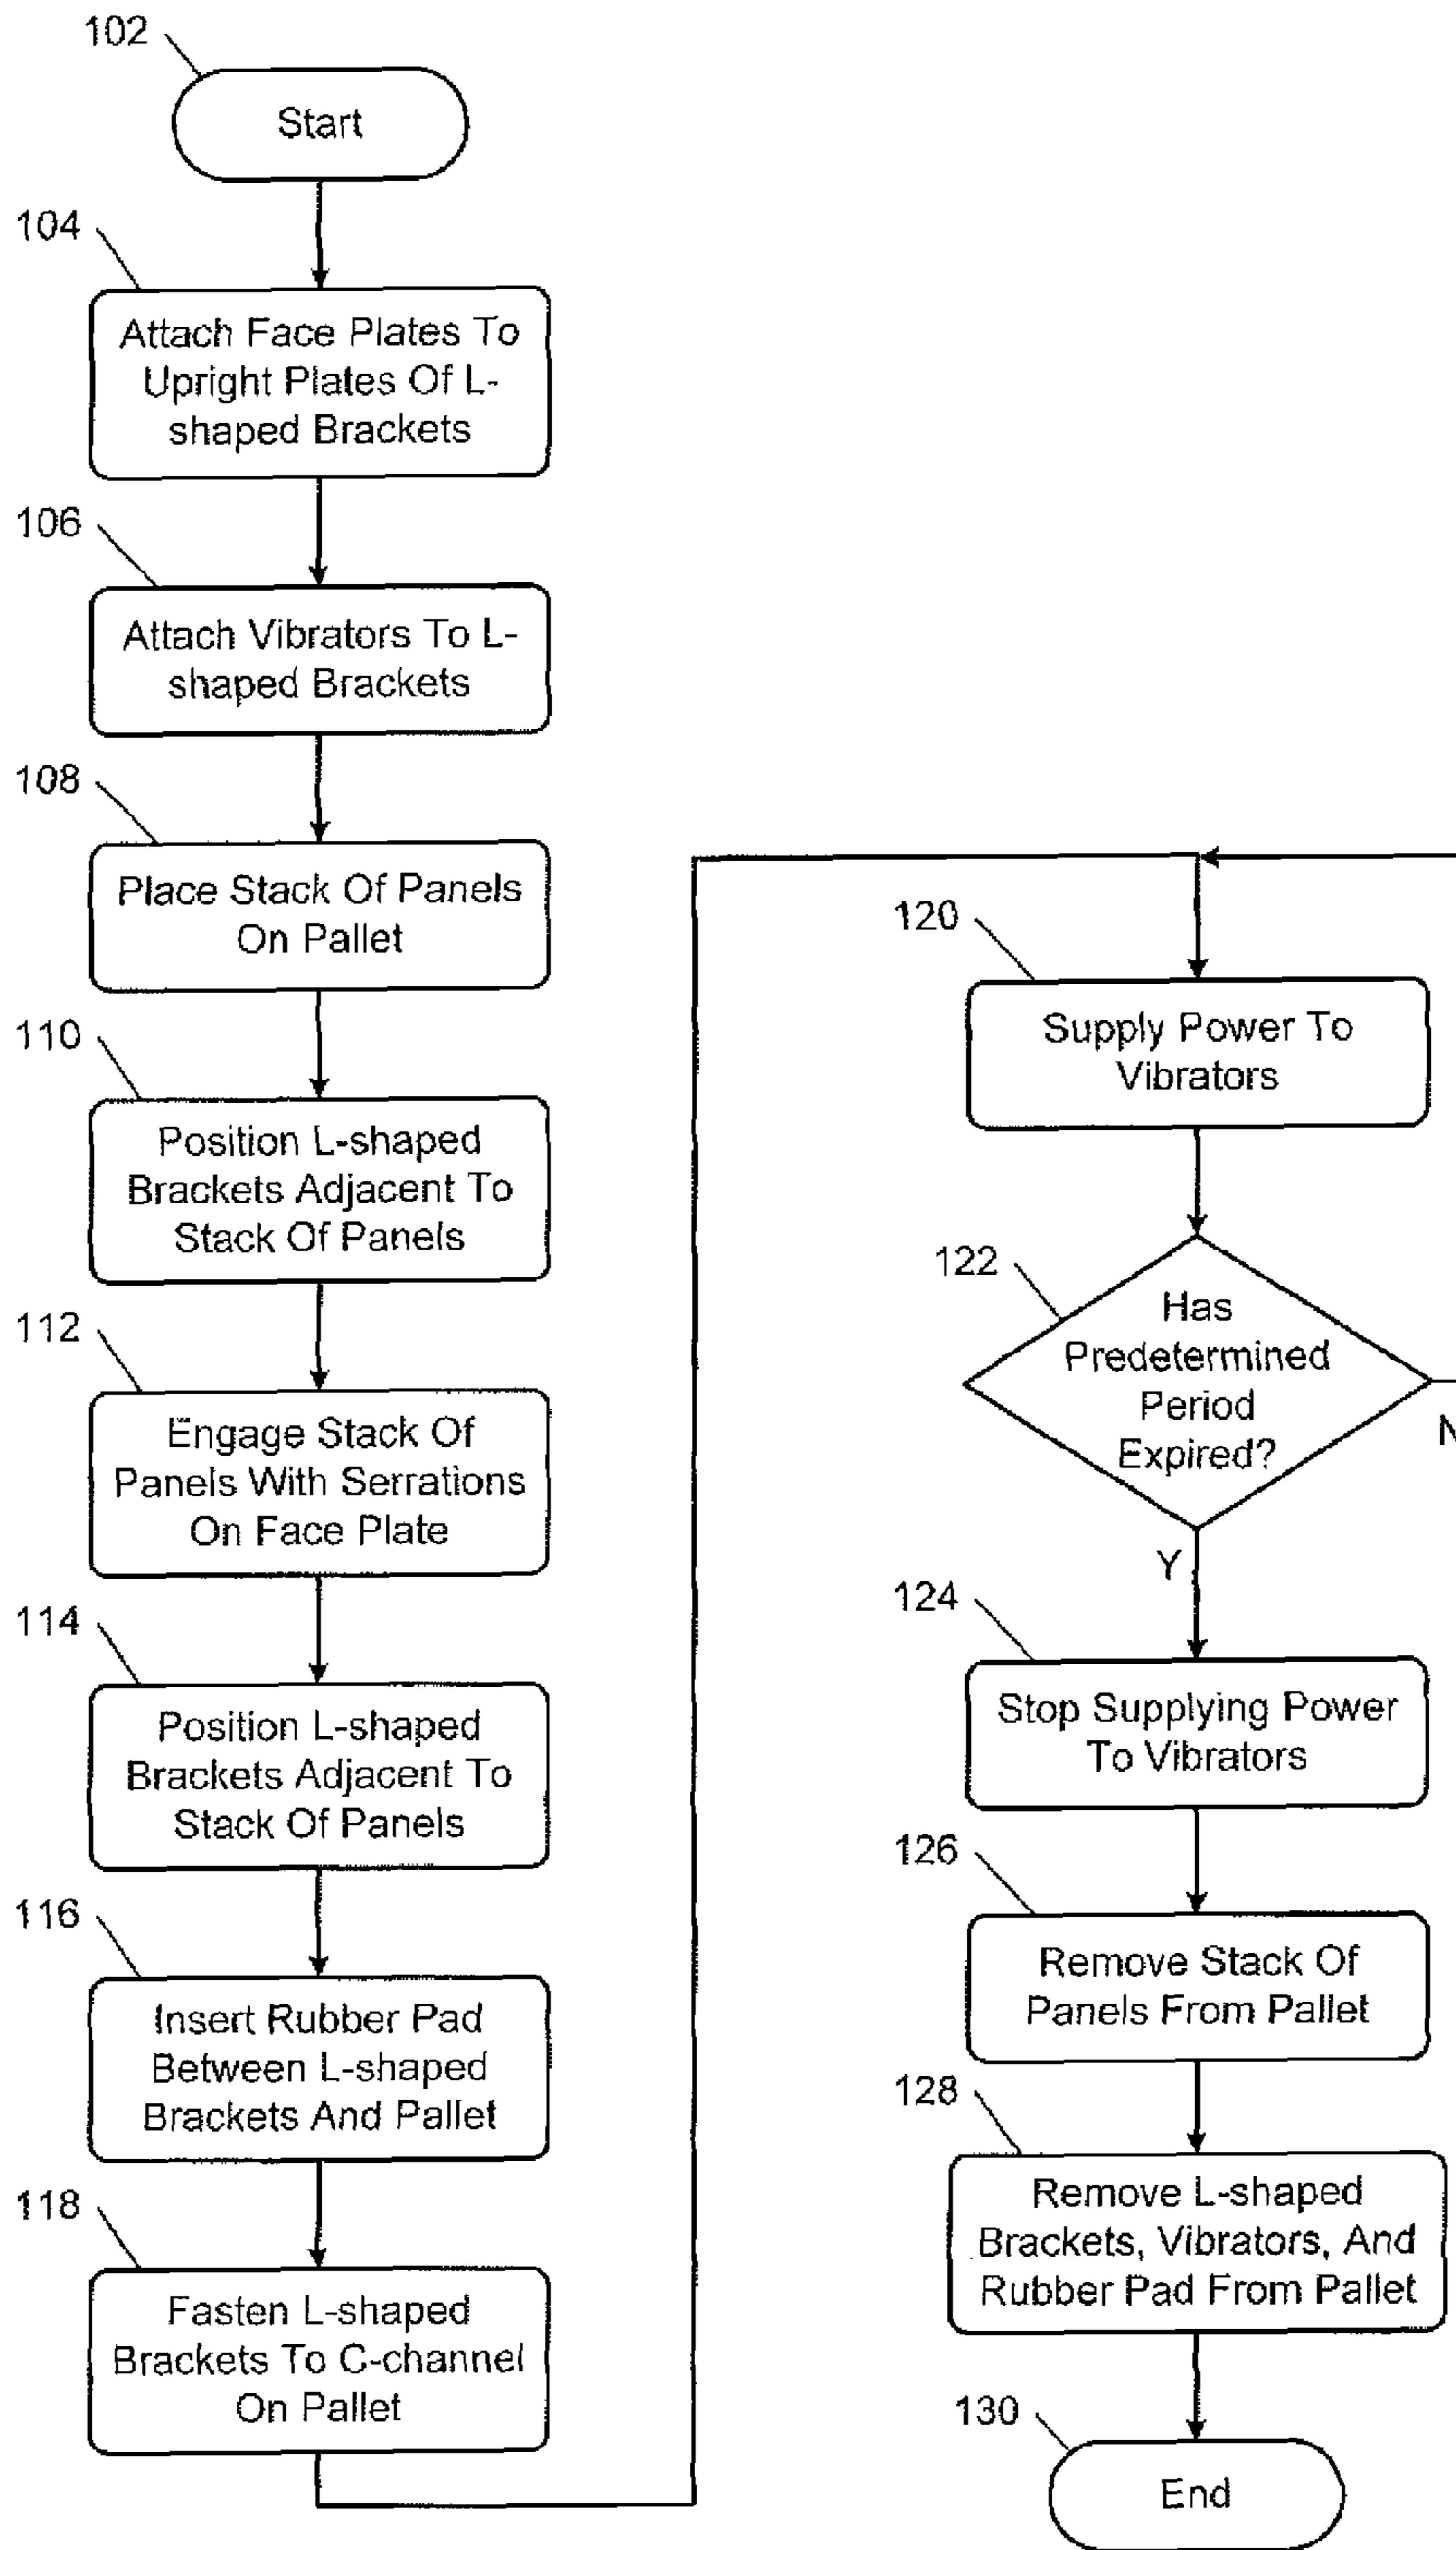 102
Start
104
Attach Face Plates To
Upright Plates Of L-
shaped Brackets
106
Attach Vibrators To L-
shaped Brackets
108
Place Stack Of Panels
On Pallet
110
Position L-shaped
Brackets Adjacent To
Stack Of Panels
112
Engage Stack Of
Panels With Serrations
On Face Plate
114
Position L-shaped
Brackets Adjacent To
Stack Of Panels
116
Insert Rubber Pad
Between L-shaped
Brackets And Pallet
118
Fasten L-shaped
Brackets To C-channel
On Pallet
120
Supply Power To
Vibrators
122
Has
Predetermined
Period
Expired?
N
Y
124
Stop Supplying Power
To Vibrators
126
Remove Stack Of
Panels From Pallet
128
Remove L-shaped
Brackets, Vibrators, And
Rubber Pad From Pallet
130
End